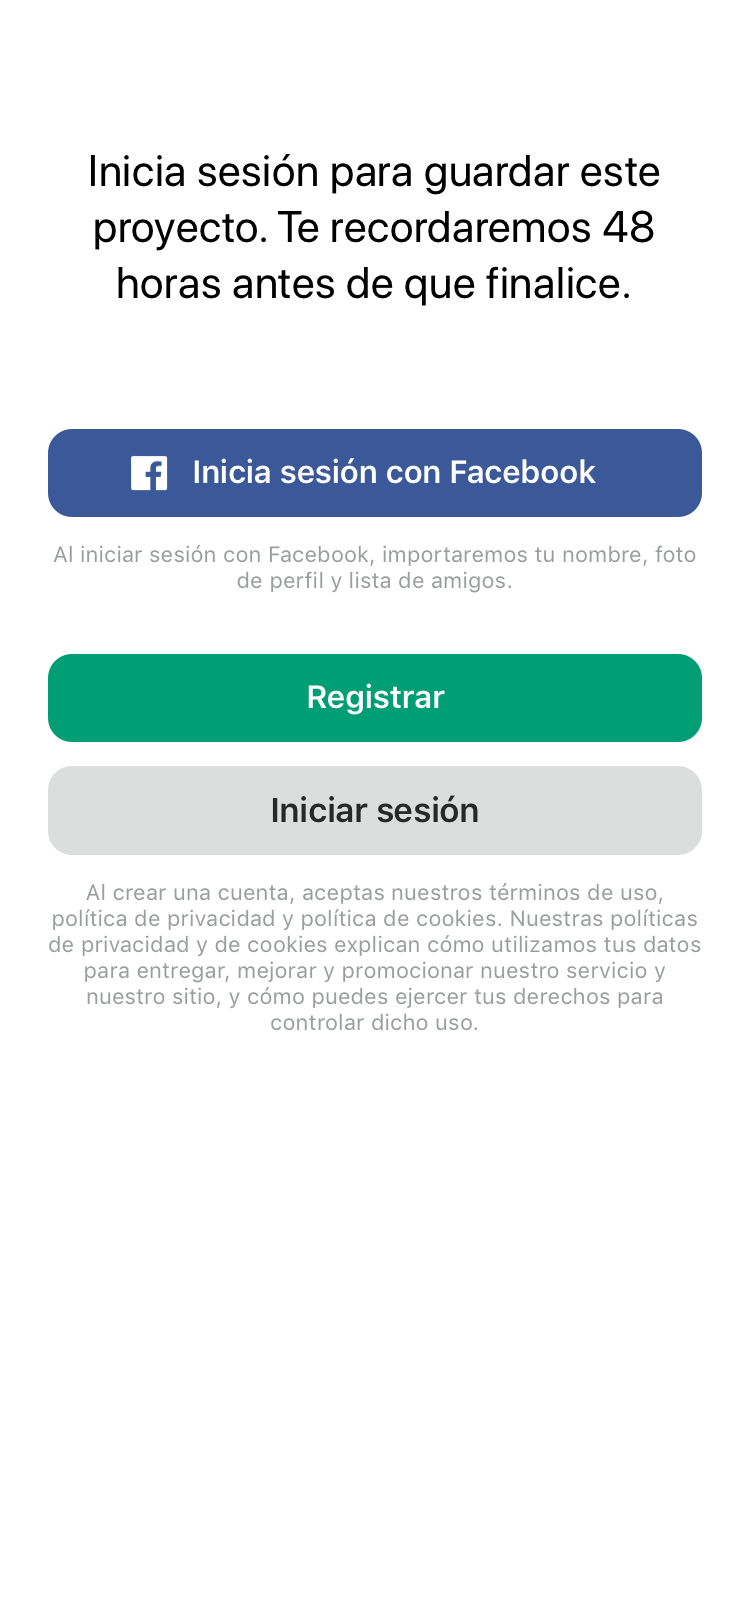 Inicia sesión para guardar este
proyecto. Te recordaremos 48
horas antes de que finalice.
Inicia sesión con Facebook
Al iniciar sesión con Facebook, importaremos tu nombre, foto
de perfil y lista de amigos.
Registrar
Iniciar sesión
Al crear una cuenta, aceptas nuestros términos de uso,
política de privacidad y política de cookies. Nuestras políticas
de privacidad y de cookies explican cómo utilizamos tus datos
para entregar, mejorar y promocionar nuestro servicio y
nuestro sitio, y cómo puedes ejercer tus derechos para
controlar dicho uso.